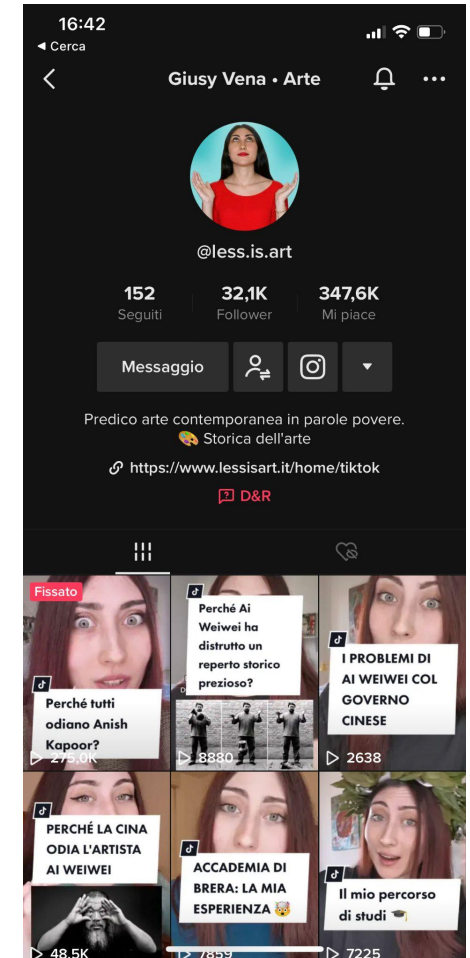 16:42
◀ Cerca
Giusy Vena • Arte
@less.is.art
152 32,1K 347,6K
Seguiti Follower Mi piace
Messaggio
Predico arte contemporanea in parole povere.
🎨 Storica dell'arte
https://www.lessisart.it/home/tiktok
D&R
Fissato
Perché tutti
odiano Anish
Kapoor?
275,0K
Perché Ai
Weiwei ha
distrutto un
reperto storico
prezioso?
8880
I PROBLEMI DI
AI WEIWEI COL
GOVERNO
CINESE
2638
PERCHÉ LA CINA
ODIA L'ARTISTA
AI WEIWEI
48,5K
ACCADEMIA DI
BRERA: LA MIA
ESPERIENZA 🤯
7859
Il mio percorso
di studi 🎓
7225